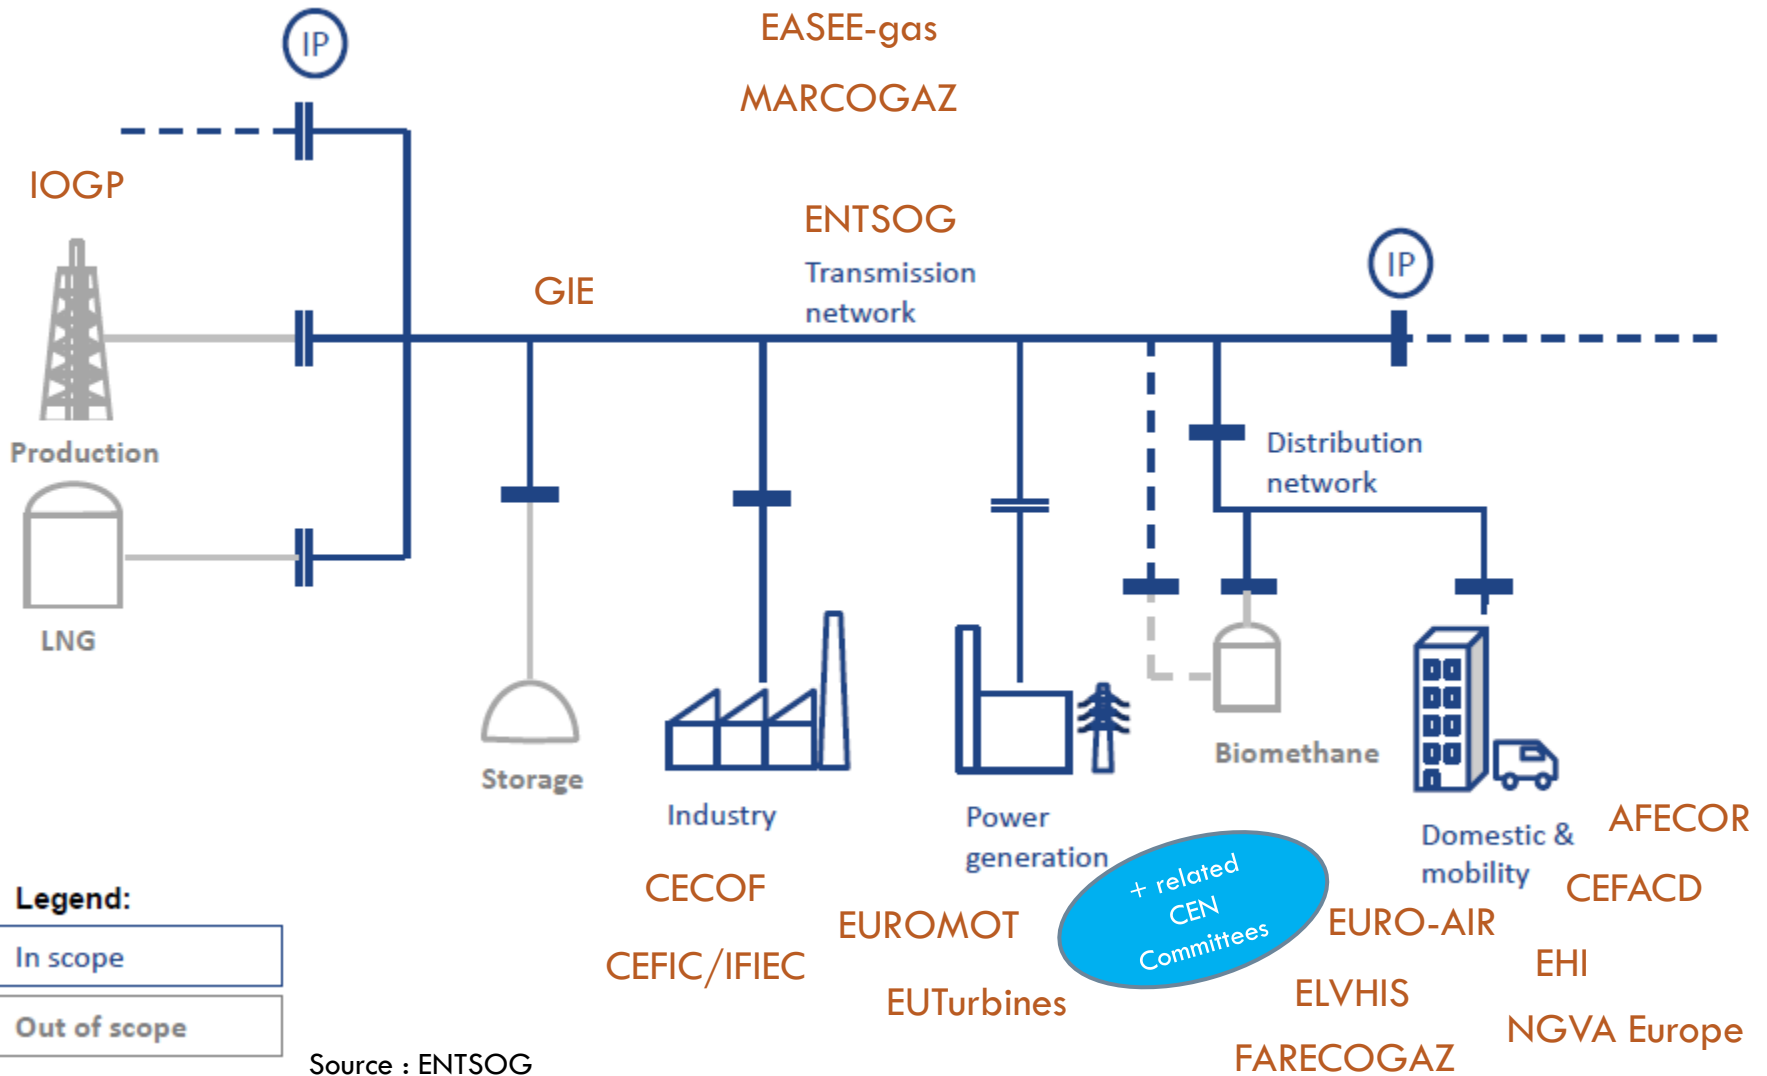 EASEE-gas
IP
MARCOGAZ
IOGP
ENTSOG
Transmission
network
IP
GIE
Production
Distribution
network
LNG
Storage
Biomethane
Industry
Power
generation
Domestic &
mobility
AFECOR
+ related
CEN
Committees
CECOF
CEFACD
EUROMOT
EURO-AIR
CEFIC/IFIEC
EHI
EUTurbines
ELVHIS
NGVA Europe
FARECOGAZ
Legend:
In scope
Out of scope
Source : ENTSOG